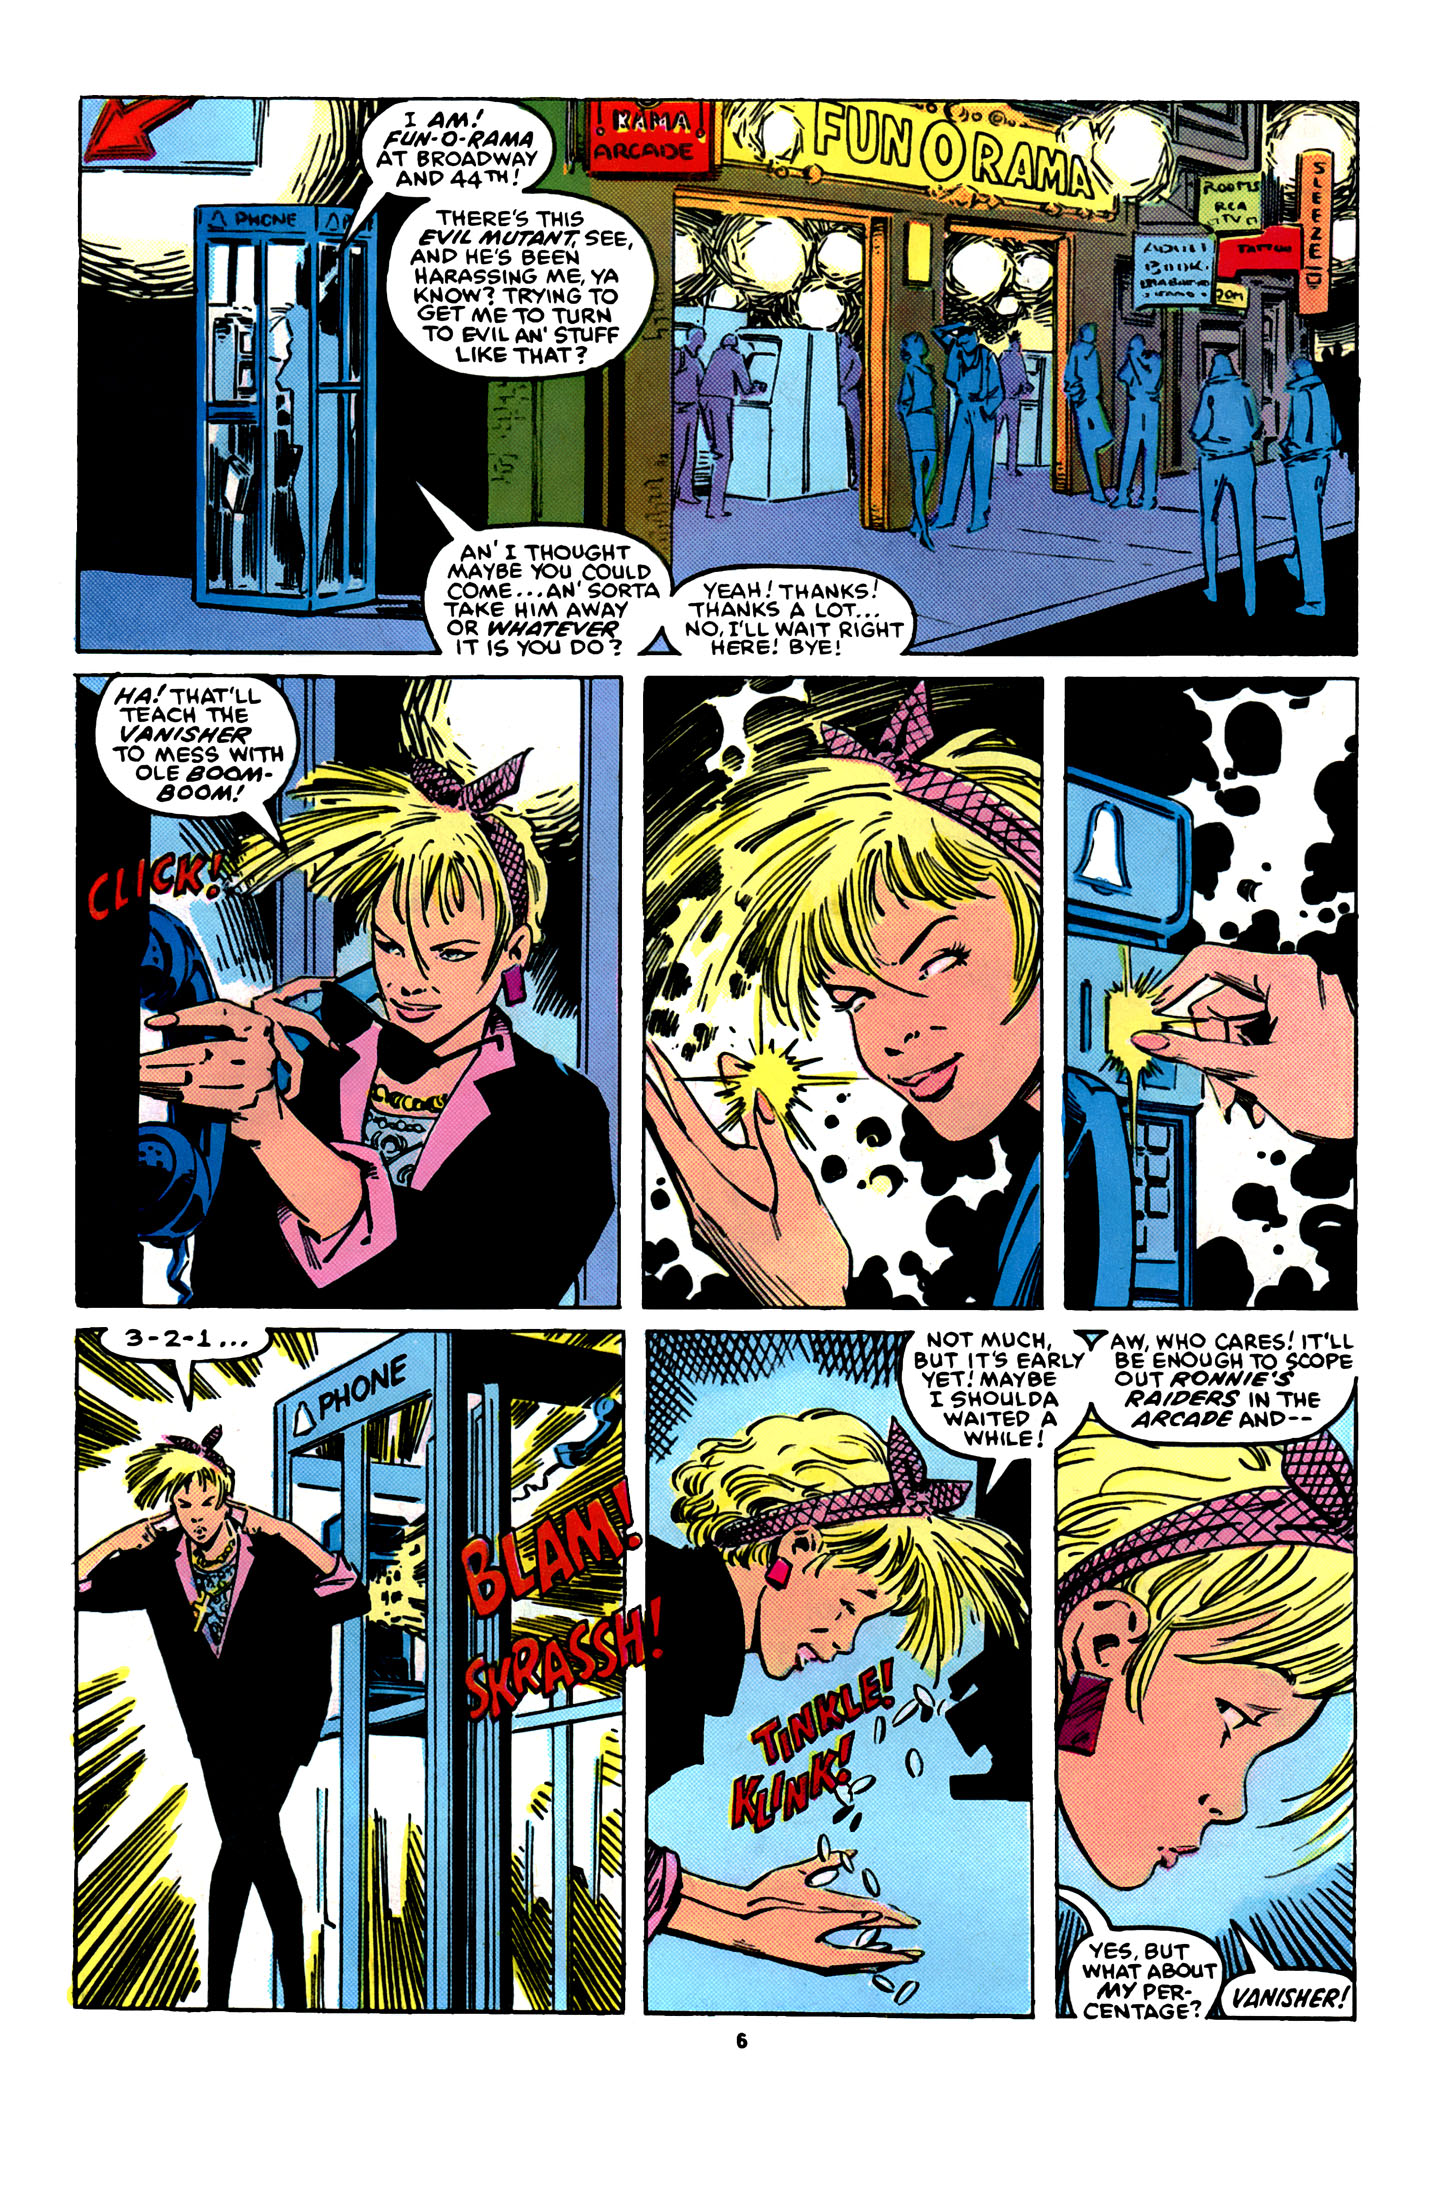 I AM!
FUN-O-RAMA
AT BROADWAY
AND 44TH!
THERE'S THIS
EVIL MUTANT, SEE,
AND HE'S BEEN
HARASSING ME, YA
KNOW? TRYING TO
GET ME TO TURN
TO EVIL AN' STUFF
LIKE THAT?
PHONE
RAMA
ARCADE
FUN O RAMA
ROOMS
RCA
TV
SLEEZE
ADULT
BOOK
TATTOO
AN' I THOUGHT
MAYBE YOU COULD
COME...AN' SORTA
TAKE HIM AWAY
OR WHATEVER
IT IS YOU DO?
YEAH! THANKS!
THANKS A LOT...
NO, I'LL WAIT RIGHT
HERE! BYE!
HA! THAT'LL
TEACH THE
VANISHER
TO MESS WITH
OLE BOOM-
BOOM!
CLICK!
3-2-1...
PHONE
BLAM!
SKRASSH!
NOT MUCH,
BUT IT'S EARLY
YET! MAYBE
I SHOULDA
WAITED A
WHILE!
TINKLE!
KLINK!
AW, WHO CARES! IT'LL
BE ENOUGH TO SCOPE
OUT RONNIE'S
RAIDERS IN THE
ARCADE AND--
YES, BUT
WHAT ABOUT
MY PER-
CENTAGE?
VANISHER!
6